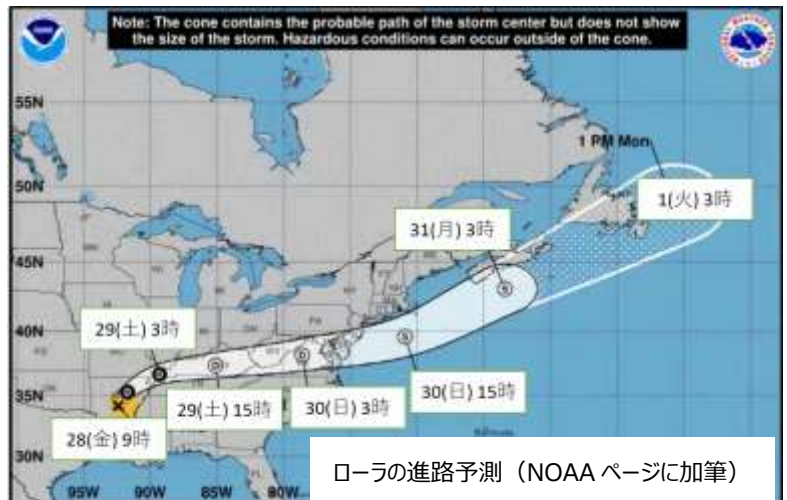 Note: The cone contains the probable path of the storm center but does not show
the size of the storm. Hazardous conditions can occur outside of the cone.
55N
1 PM Mon
50N
1(火) 3時
31(月) 3時
45N
29(土) 3時
40N
35N
29(土) 15時
30(日) 3時
30(日) 15時
28(金) 9時
30N
ローラの進路予測（NOAA ページに加筆）
95W
90W
85W
80W